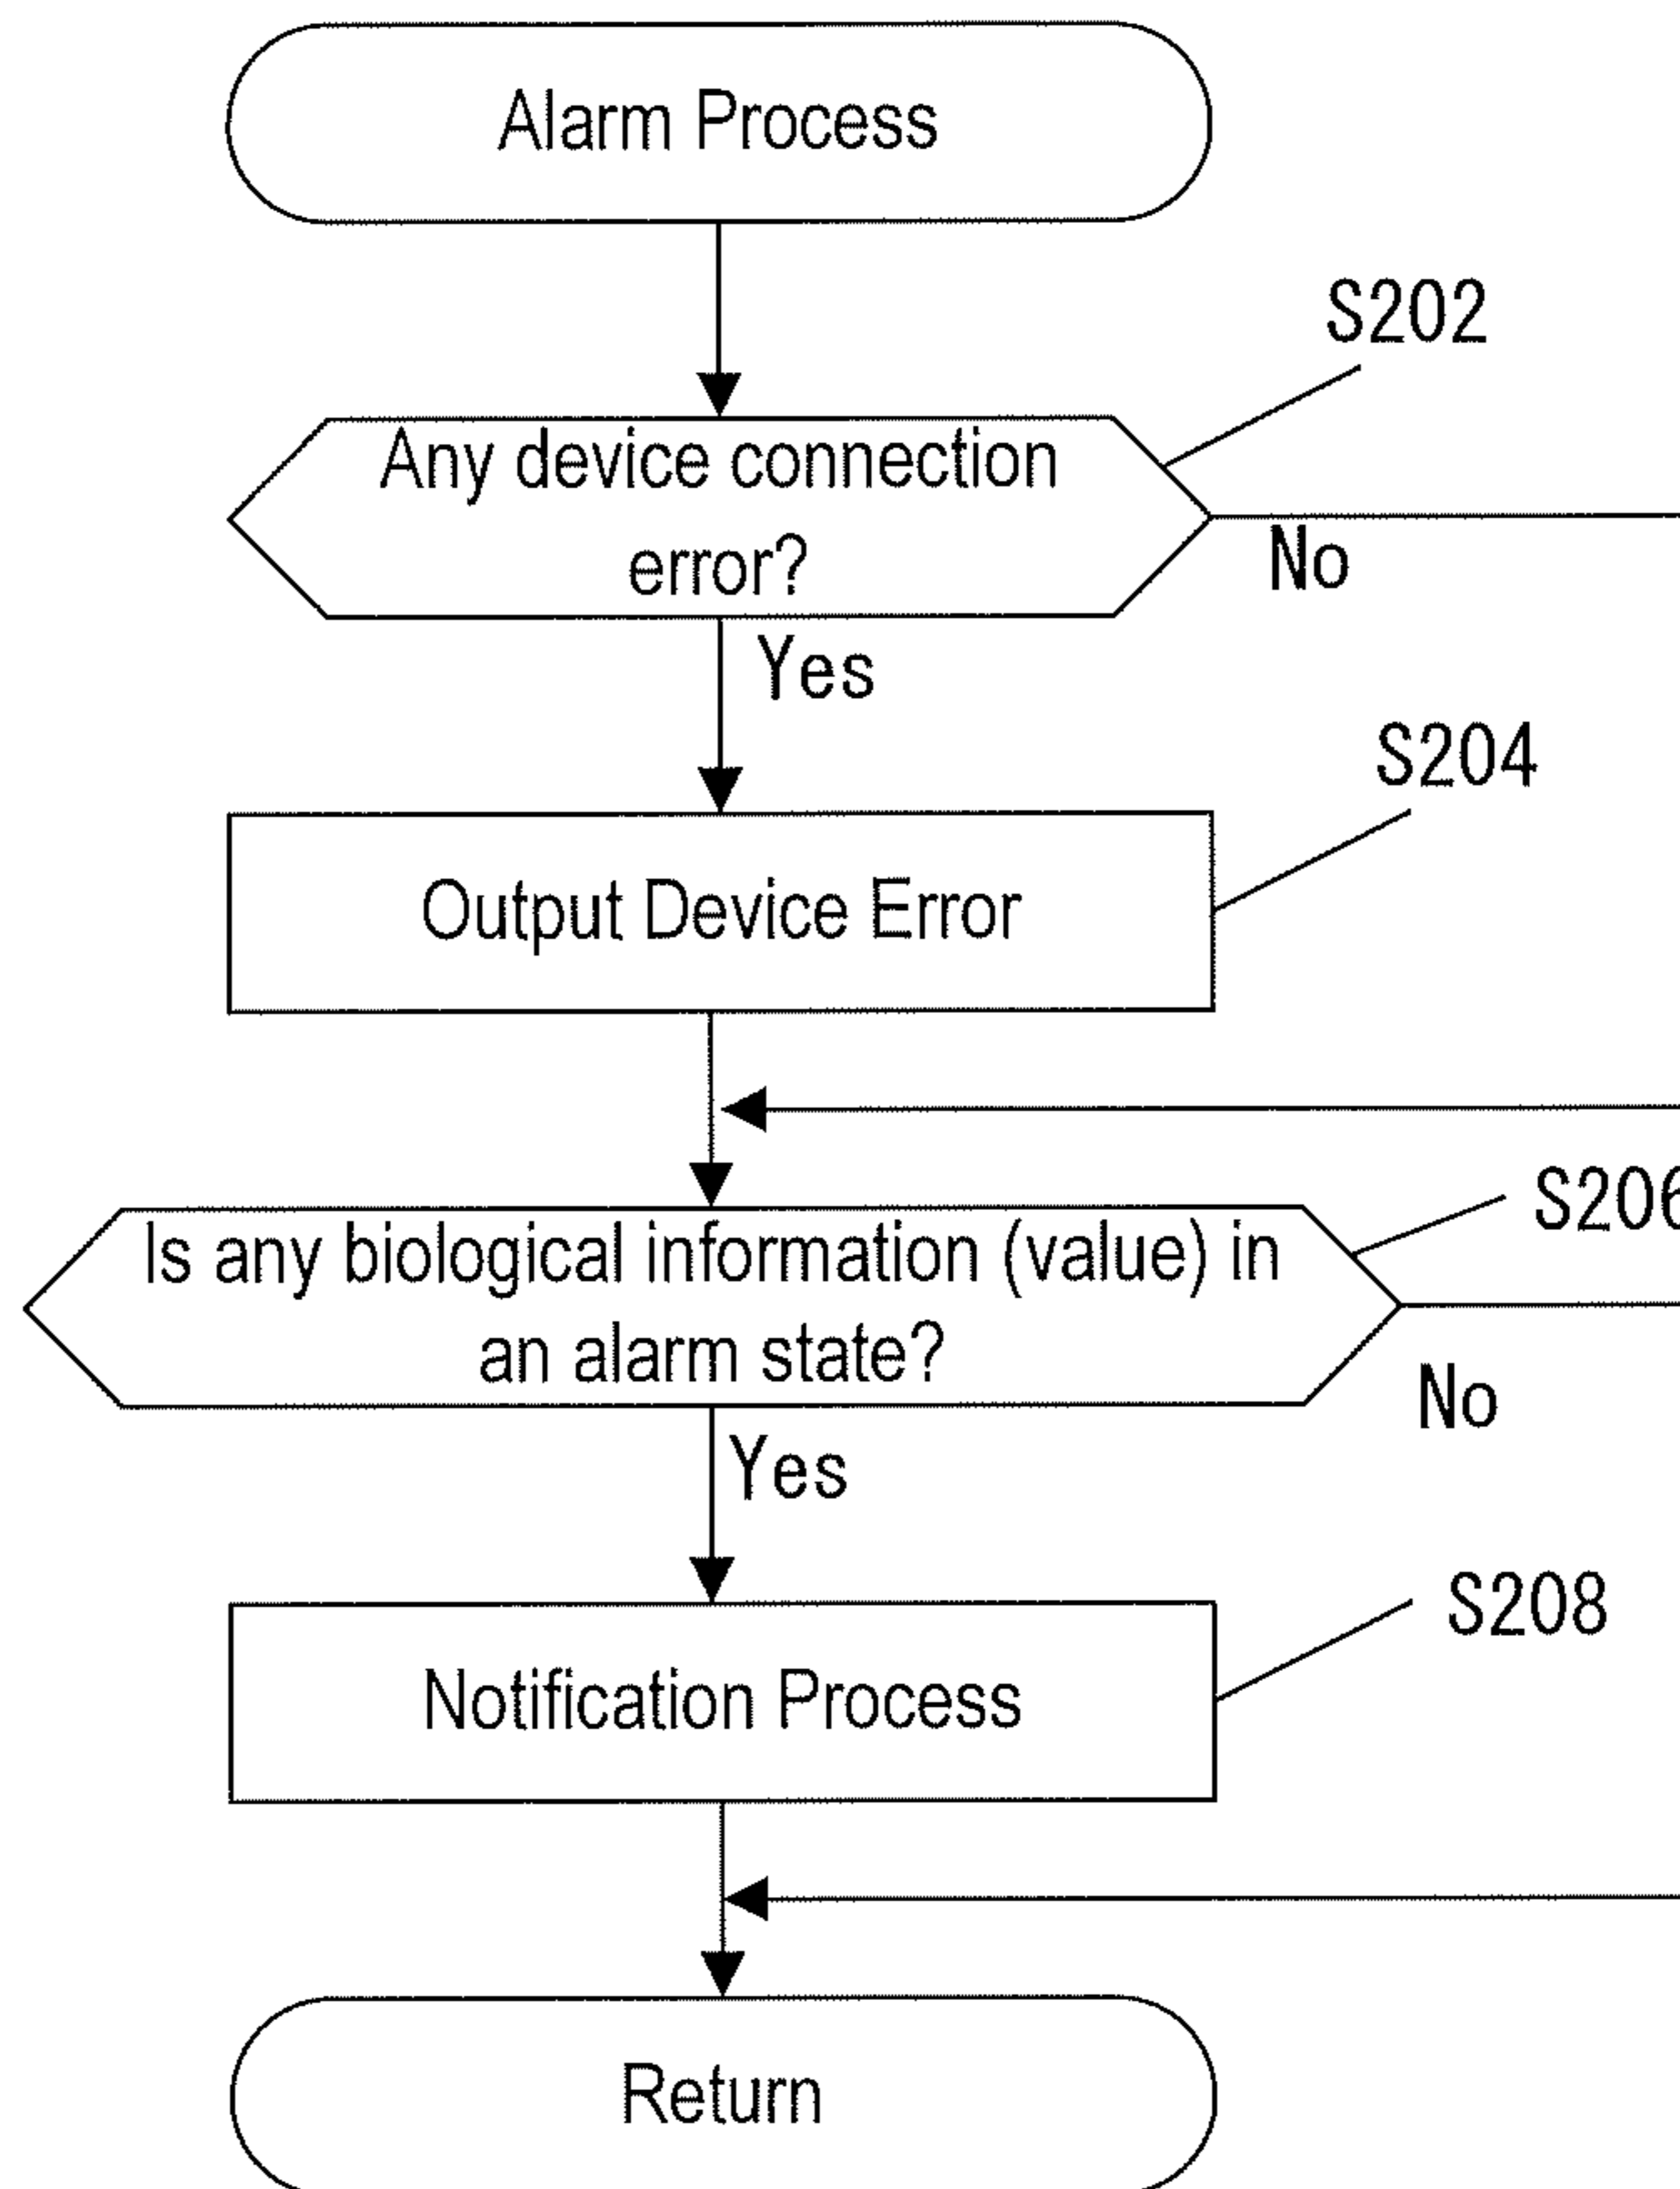 Alarm Process
S202
Any device connection
error?
No
Yes
S204
Output Device Error
S206
Is any biological information (value) in
an alarm state?
No
Yes
S208
Notification Process
Return